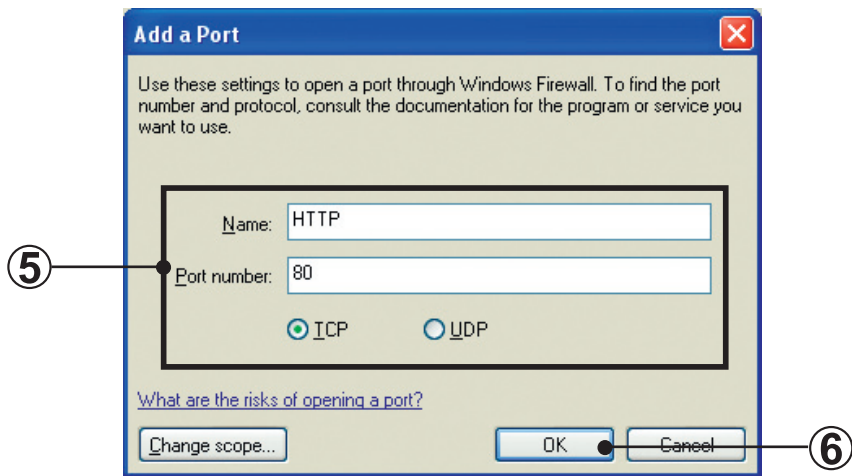 Add a Port
Use these settings to open a port through Windows Firewall. To find the port
number and protocol, consult the documentation for the program or service you
want to use.
Name: HTTP
5
Port number: 80
TCP UDP
What are the risks of opening a port?
Change scope... OK Cancel
6